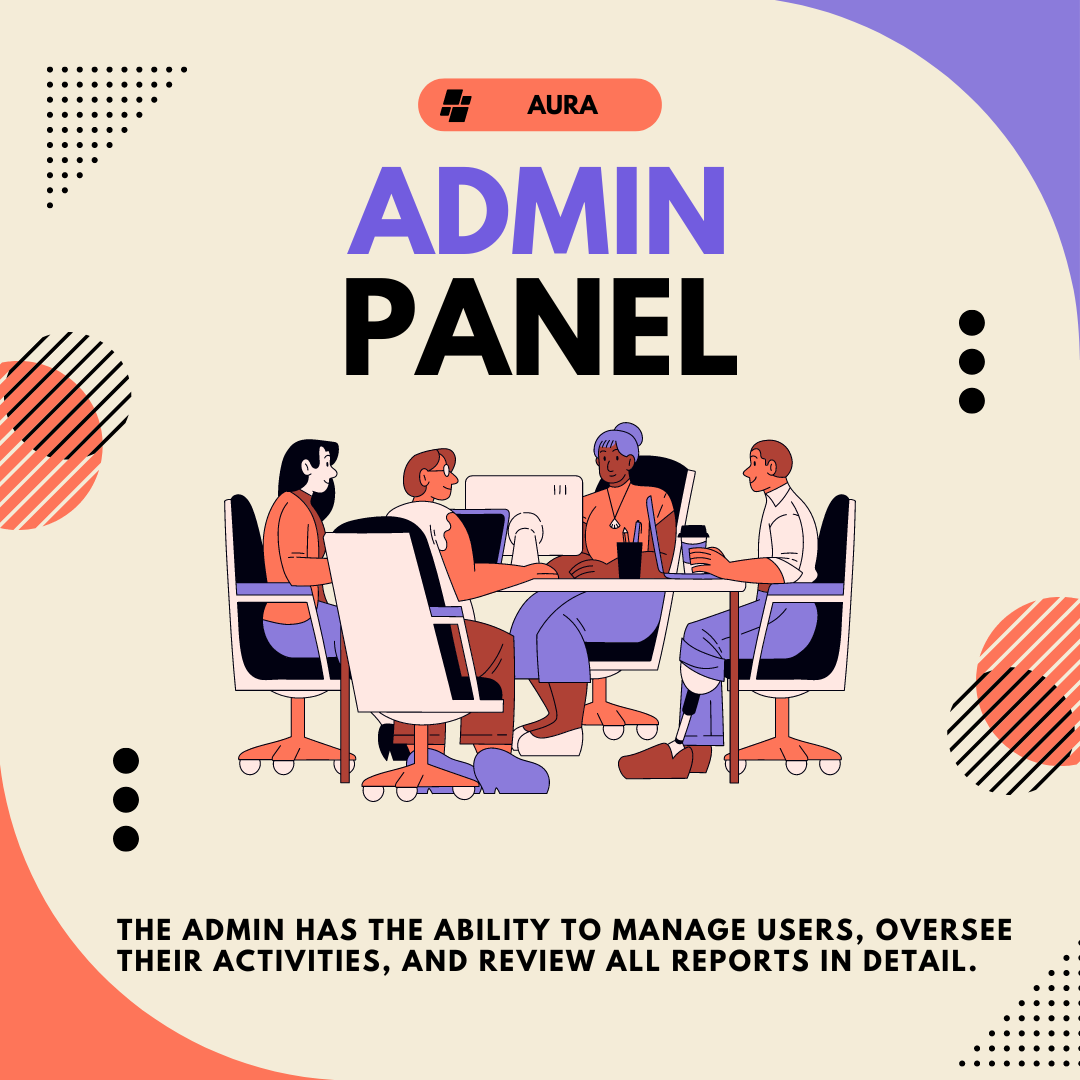 AURA
ADMIN
PANEL
THE ADMIN HAS THE ABILITY TO MANAGE USERS, OVERSEE
THEIR ACTIVITIES, AND REVIEW ALL REPORTS IN DETAIL.